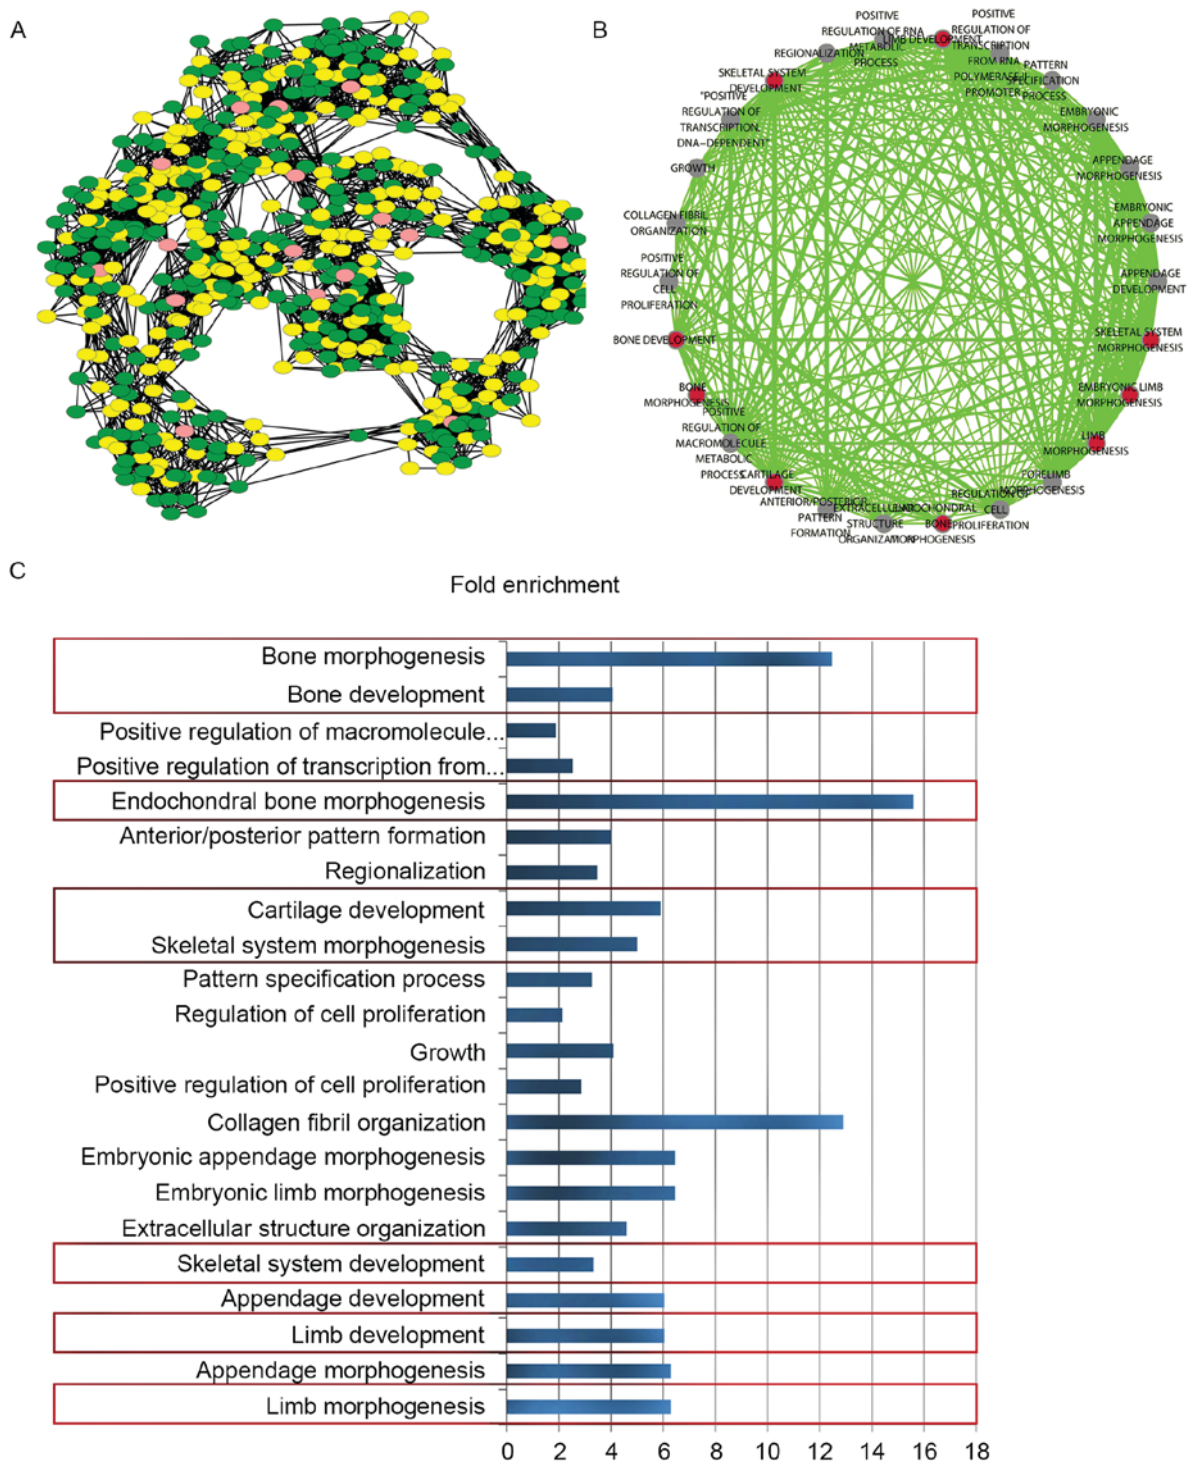 A
B
POSITIVE
REGULATION OF RNA
METABOLIC
PROCESS
LIMB DEVELOPMENT
POSITIVE
REGULATION OF
TRANSCRIPTION
FROM RNA
POLYMERASE II
PROMOTER
PATTERN
SPECIFICATION
PROCESS
EMBRYONIC
MORPHOGENESIS
APPENDAGE
MORPHOGENESIS
EMBRYONIC
APPENDAGE
MORPHOGENESIS
APPENDAGE
DEVELOPMENT
SKELETAL SYSTEM
MORPHOGENESIS
EMBRYONIC LIMB
MORPHOGENESIS
LIMB
MORPHOGENESIS
FORELIMB
MORPHOGENESIS
REGULATION OF
CELL
PROLIFERATION
ENDOCHONDRAL
BONE
MORPHOGENESIS
EXTRACELLULAR
STRUCTURE
ORGANIZATION
ANTERIOR/POSTERIOR
PATTERN
FORMATION
CARTILAGE
DEVELOPMENT
POSITIVE
REGULATION OF
MACROMOLECULE
METABOLIC
PROCESS
BONE
MORPHOGENESIS
BONE DEVELOPMENT
POSITIVE
REGULATION OF
CELL
PROLIFERATION
COLLAGEN FIBRIL
ORGANIZATION
GROWTH
"POSITIVE
REGULATION OF
TRANSCRIPTION,
DNA-DEPENDENT"
SKELETAL SYSTEM
DEVELOPMENT
REGIONALIZATION
C
Fold enrichment
Bone morphogenesis
Bone development
Positive regulation of macromolecule...
Positive regulation of transcription from...
Endochondral bone morphogenesis
Anterior/posterior pattern formation
Regionalization
Cartilage development
Skeletal system morphogenesis
Pattern specification process
Regulation of cell proliferation
Growth
Positive regulation of cell proliferation
Collagen fibril organization
Embryonic appendage morphogenesis
Embryonic limb morphogenesis
Extracellular structure organization
Skeletal system development
Appendage development
Limb development
Appendage morphogenesis
Limb morphogenesis
0 2 4 6 8 10 12 14 16 18